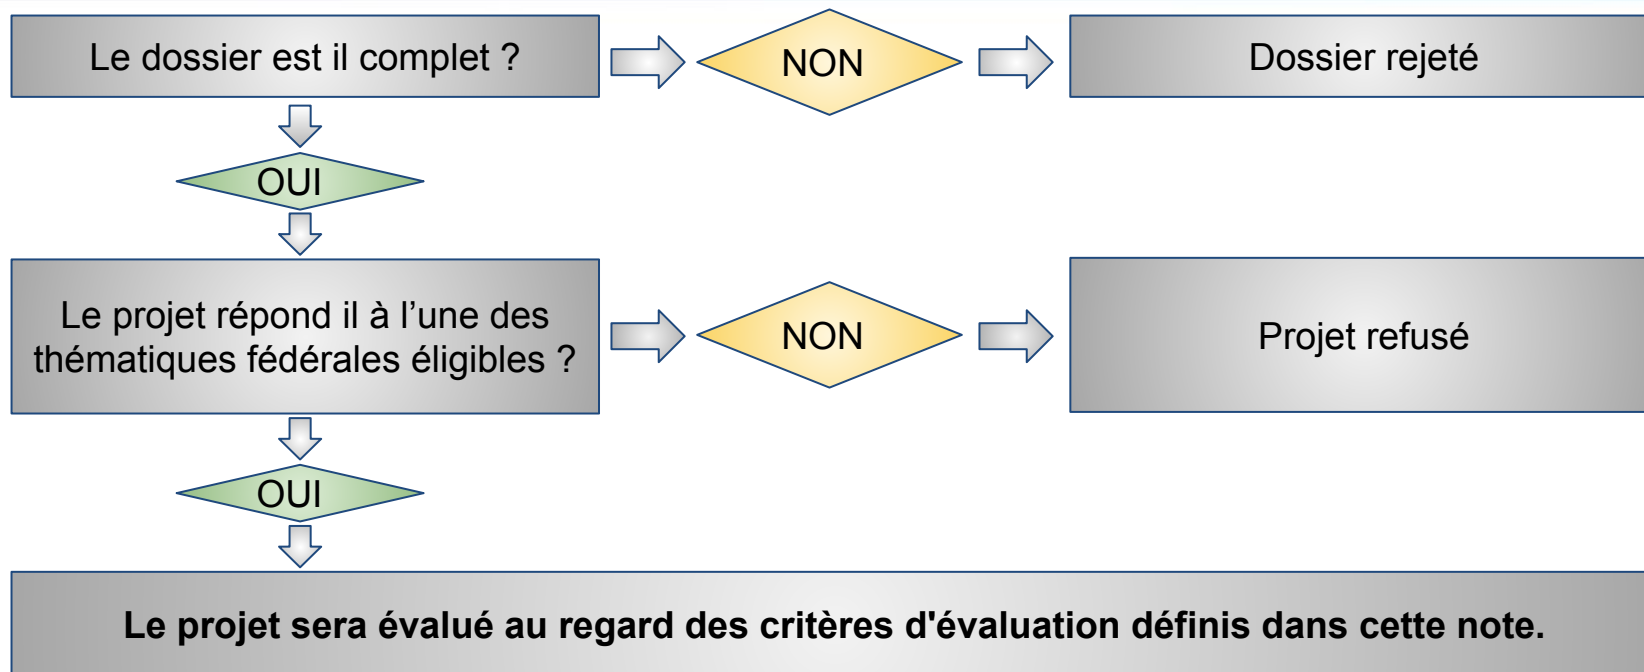 Le dossier est il complet ?
NON
Dossier rejeté
OUI
Le projet répond il à l’une des
thématiques fédérales éligibles ?
NON
Projet refusé
OUI
Le projet sera évalué au regard des critères d'évaluation définis dans cette note.